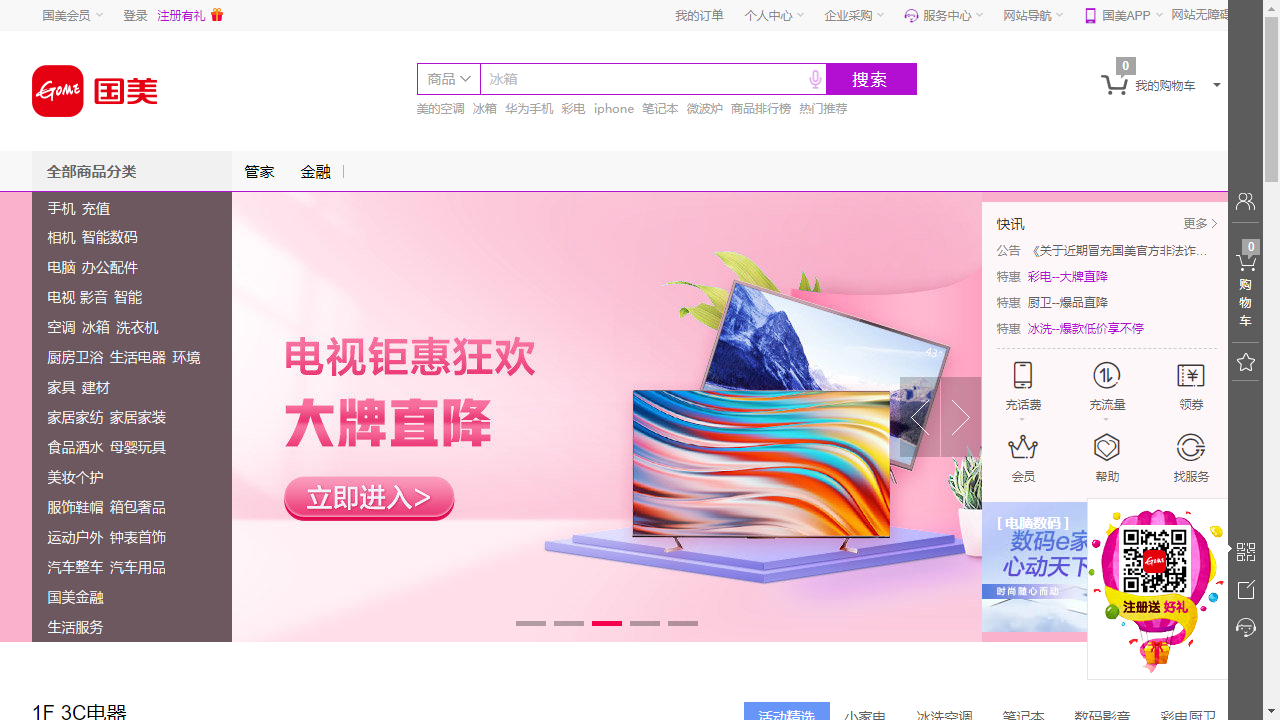 国美会员 登录 注册有礼 我的订单 个人中心 企业采购 服务中心 网站导航 国美APP 网站无障碍
Gome 国美
商品 冰箱 搜索
0
我的购物车
美的空调 冰箱 华为手机 彩电 iphone 笔记本 微波炉 商品排行榜 热门推荐
全部商品分类 管家 金融
手机 充值
相机 智能数码
电脑 办公配件
电视 影音 智能
空调 冰箱 洗衣机
厨房卫浴 生活电器 环境
家具 建材
家居家纺 家居家装
食品酒水 母婴玩具
美妆个护
服饰鞋帽 箱包奢品
运动户外 钟表首饰
汽车整车 汽车用品
国美金融
生活服务
电视钜惠狂欢
大牌直降
立即进入>
43"
快讯 更多
公告 《关于近期冒充国美官方非法诈...
特惠 彩电--大牌直降
特惠 厨卫--爆品直降
特惠 冰洗--爆款低价享不停
充话费 充流量 领券
会员 帮助 找服务
[ 电脑数码 ]
数码e家
心动天下
时尚随心而动
Gome
注册送 好礼
0
购物车
1F 3C电器
活动精选 小家电 冰洗空调 笔记本 数码影音 彩电厨卫